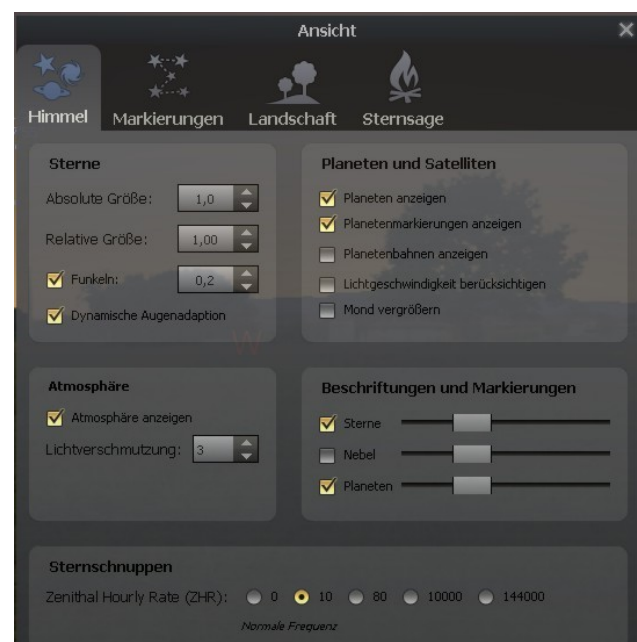 Ansicht
Himmel Markierungen Landschaft Sternsage
Sterne
Absolute Größe: 1,0
Relative Größe: 1,00
Funkeln: 0,2
Dynamische Augenadaption
Planeten und Satelliten
Planeten anzeigen
Planetenmarkierungen anzeigen
Planetenbahnen anzeigen
Lichtgeschwindigkeit berücksichtigen
Mond vergrößern
W
Atmosphäre
Atmosphäre anzeigen
Lichtverschmutzung: 3
Beschriftungen und Markierungen
Sterne
Nebel
Planeten
Sternschnuppen
Zenithal Hourly Rate (ZHR): 0 10 80 10000 144000
Normale Frequenz